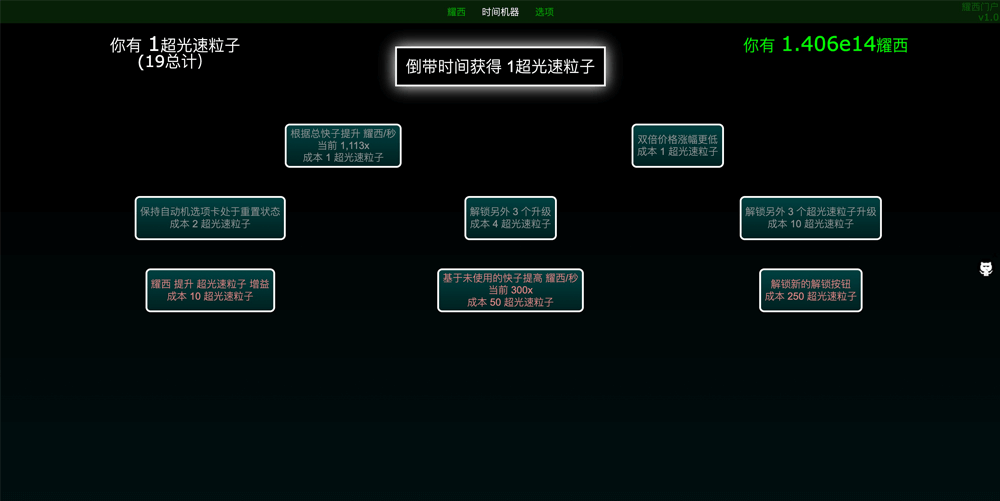 耀西 时间机器 选项
耀西门户
v1.0
你有 1超光速粒子
(19总计)
倒带时间获得 1超光速粒子
你有 1.406e14耀西
根据总快子提升 耀西/秒
当前 1,113x
成本 1 超光速粒子
双倍价格涨幅更低
成本 1 超光速粒子
保持自动机选项卡处于重置状态
成本 2 超光速粒子
解锁另外 3 个升级
成本 4 超光速粒子
解锁另外 3 个超光速粒子升级
成本 10 超光速粒子
耀西 提升 超光速粒子 增益
成本 10 超光速粒子
基于未使用的快子提高 耀西/秒
当前 300x
成本 50 超光速粒子
解锁新的解锁按钮
成本 250 超光速粒子